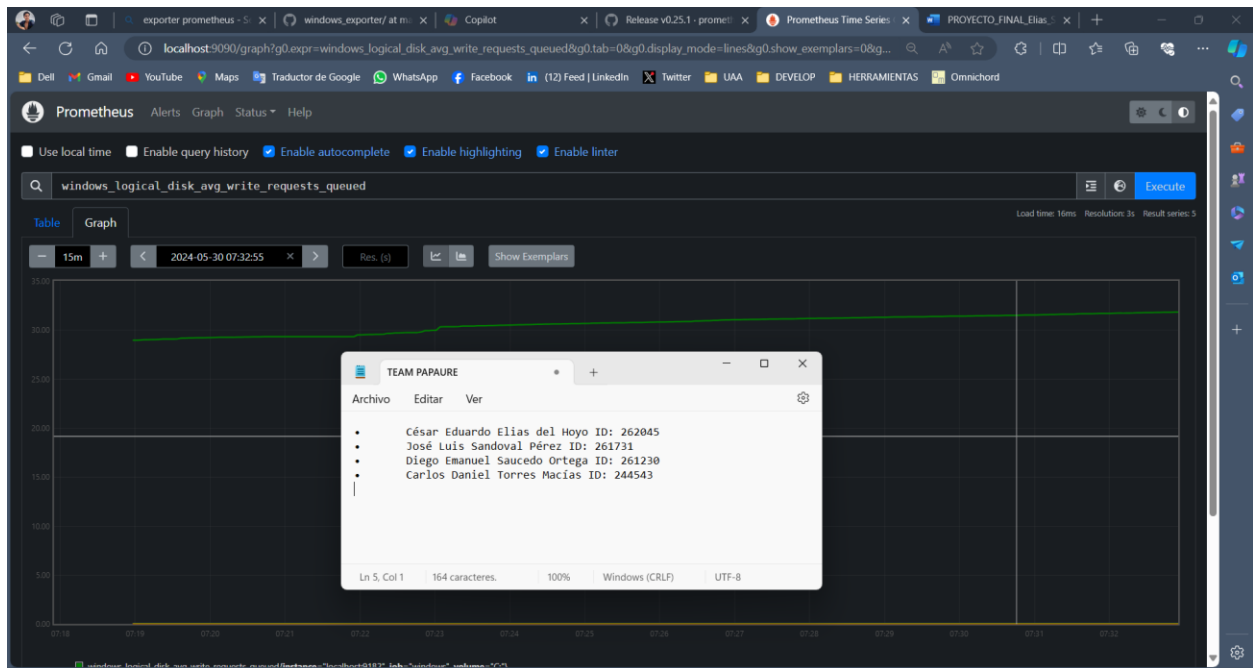 exporter prometheus - Se
windows_exporter/ at ma
Copilot
Release v0.25.1 · prometh
Prometheus Time Series
PROYECTO_FINAL_Elias_S
localhost:9090/graph?g0.expr=windows_logical_disk_avg_write_requests_queued&g0.tab=0&g0.display_mode=lines&g0.show_exemplars=0&g...
Dell Gmail YouTube Maps Traductor de Google WhatsApp Facebook (12) Feed | LinkedIn Twitter UAA DEVELOP HERRAMIENTAS Omnichord
Prometheus Alerts Graph Status Help
Use local time Enable query history Enable autocomplete Enable highlighting Enable linter
windows_logical_disk_avg_write_requests_queued
Execute
Table Graph
Load time: 16ms Resolution: 3s Result series: 5
15m 2024-05-30 07:32:55 Res. (s) Show Exemplars
35.00
30.00
25.00
20.00
15.00
10.00
5.00
0.00
07:18 07:19 07:20 07:21 07:22 07:23 07:24 07:25 07:26 07:27 07:28 07:29 07:30 07:31 07:32
TEAM PAPAURE
Archivo Editar Ver
• César Eduardo Elias del Hoyo ID: 262045
• José Luis Sandoval Pérez ID: 261731
• Diego Emanuel Saucedo Ortega ID: 261230
• Carlos Daniel Torres Macías ID: 244543
Ln 5, Col 1 164 caracteres. 100% Windows (CRLF) UTF-8
windows_logical_disk_avg_write_requests_queued{instance="localhost:9182", job="windows", volume="C:"}